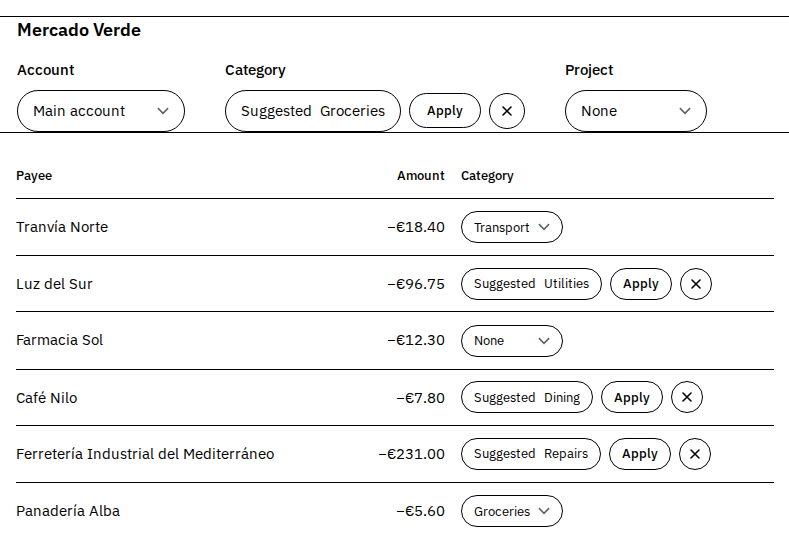 Mercado Verde
Account Category Project
Main account Suggested Groceries Apply None
Payee Amount Category
Tranvía Norte −€18.40 Transport
Luz del Sur −€96.75 Suggested Utilities Apply
Farmacia Sol −€12.30 None
Café Nilo −€7.80 Suggested Dining Apply
Ferretería Industrial del Mediterráneo −€231.00 Suggested Repairs Apply
Panadería Alba −€5.60 Groceries